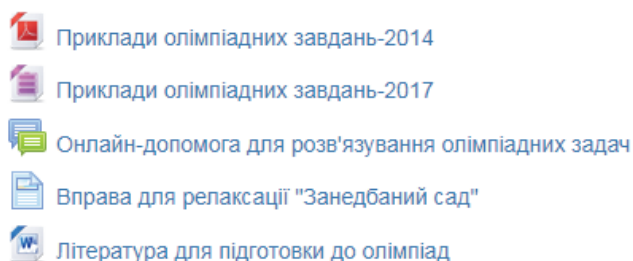 Приклади олімпіадних завдань-2014
Приклади олімпіадних завдань-2017
Онлайн-допомога для розв'язування олімпіадних задач
Вправа для релаксації "Занедбаний сад"
Література для підготовки до олімпіад